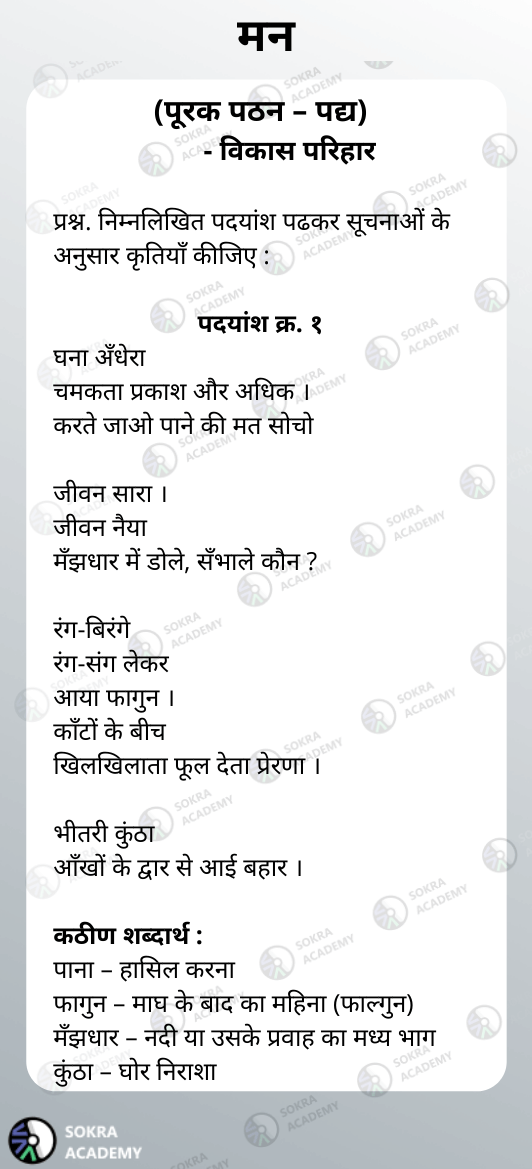 मन
(पूरक पठन – पद्य)
- विकास परिहार
प्रश्न. निम्नलिखित पदयांश पढकर सूचनाओं के
अनुसार कृतियाँ कीजिए :
पदयांश क्र. १
घना अँधेरा
चमकता प्रकाश और अधिक ।
करते जाओ पाने की मत सोचो
जीवन सारा ।
जीवन नैया
मँझधार में डोले, सँभाले कौन ?
रंग-बिरंगे
रंग-संग लेकर
आया फागुन ।
काँटों के बीच
खिलखिलाता फूल देता प्रेरणा ।
भीतरी कुंठा
आँखों के द्वार से आई बहार ।
कठीण शब्दार्थ :
पाना – हासिल करना
फागुन – माघ के बाद का महिना (फाल्गुन)
मँझधार – नदी या उसके प्रवाह का मध्य भाग
कुंठा – घोर निराशा
SOKRA
ACADEMY